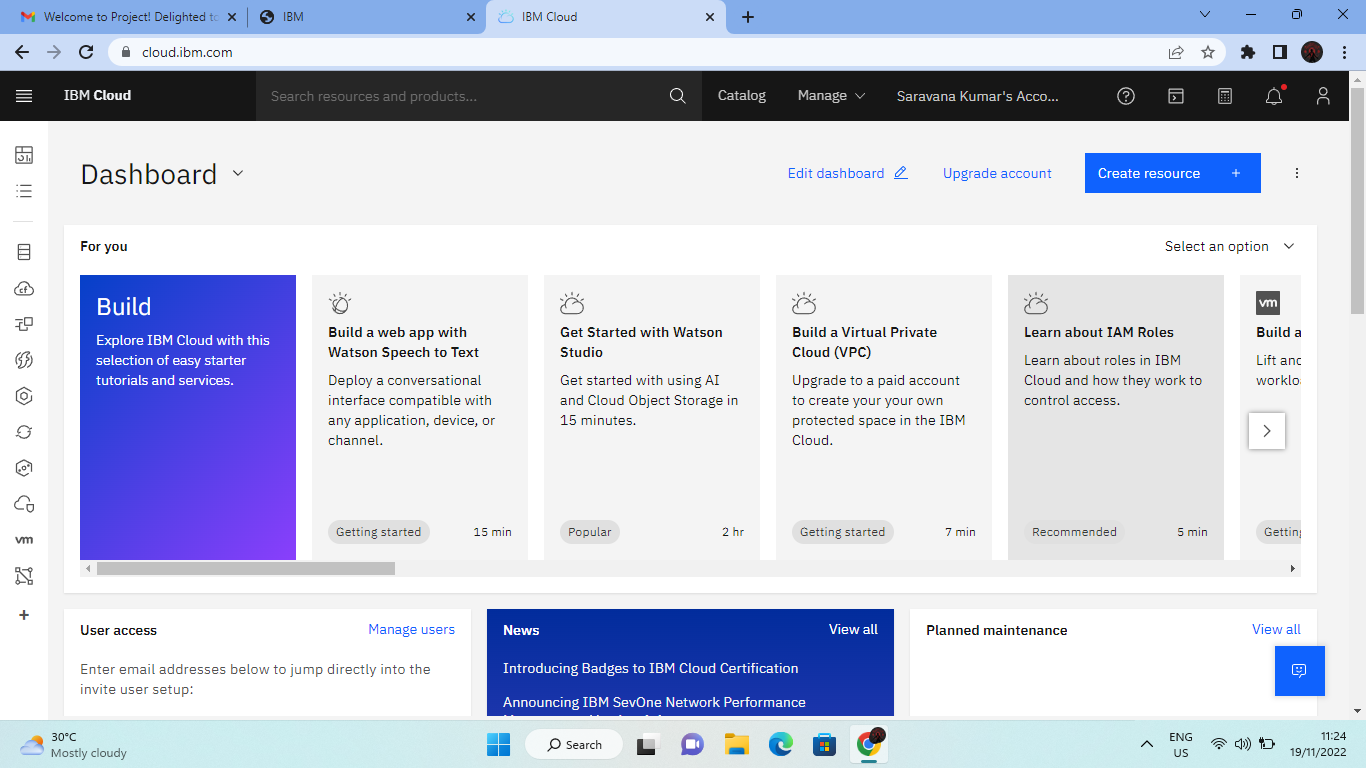 Welcome to Project! Delighted to
IBM
IBM Cloud
cloud.ibm.com
IBM Cloud
Search resources and products...
Catalog
Manage
Saravana Kumar's Acco...
Dashboard
Edit dashboard
Upgrade account
Create resource +
For you
Select an option
Build
Explore IBM Cloud with this
selection of easy starter
tutorials and services.
Build a web app with
Watson Speech to Text
Deploy a conversational
interface compatible with
any application, device, or
channel.
Getting started
15 min
Get Started with Watson
Studio
Get started with using AI
and Cloud Object Storage in
15 minutes.
Popular
2 hr
Build a Virtual Private
Cloud (VPC)
Upgrade to a paid account
to create your your own
protected space in the IBM
Cloud.
Getting started
7 min
Learn about IAM Roles
Learn about roles in IBM
Cloud and how they work to
control access.
Recommended
5 min
vm
Build a
Lift and
worklo
Getting
cf
vm
User access
Manage users
Enter email addresses below to jump directly into the
invite user setup:
News
View all
Introducing Badges to IBM Cloud Certification
Announcing IBM SevOne Network Performance
Planned maintenance
View all
30°C
Mostly cloudy
Search
ENG
US
11:24
19/11/2022